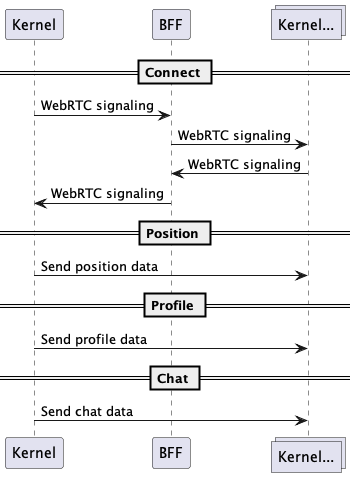 Kernel BFF Kernel...
Connect
WebRTC signaling
WebRTC signaling
WebRTC signaling
WebRTC signaling
Position
Send position data
Profile
Send profile data
Chat
Send chat data
Kernel BFF Kernel...